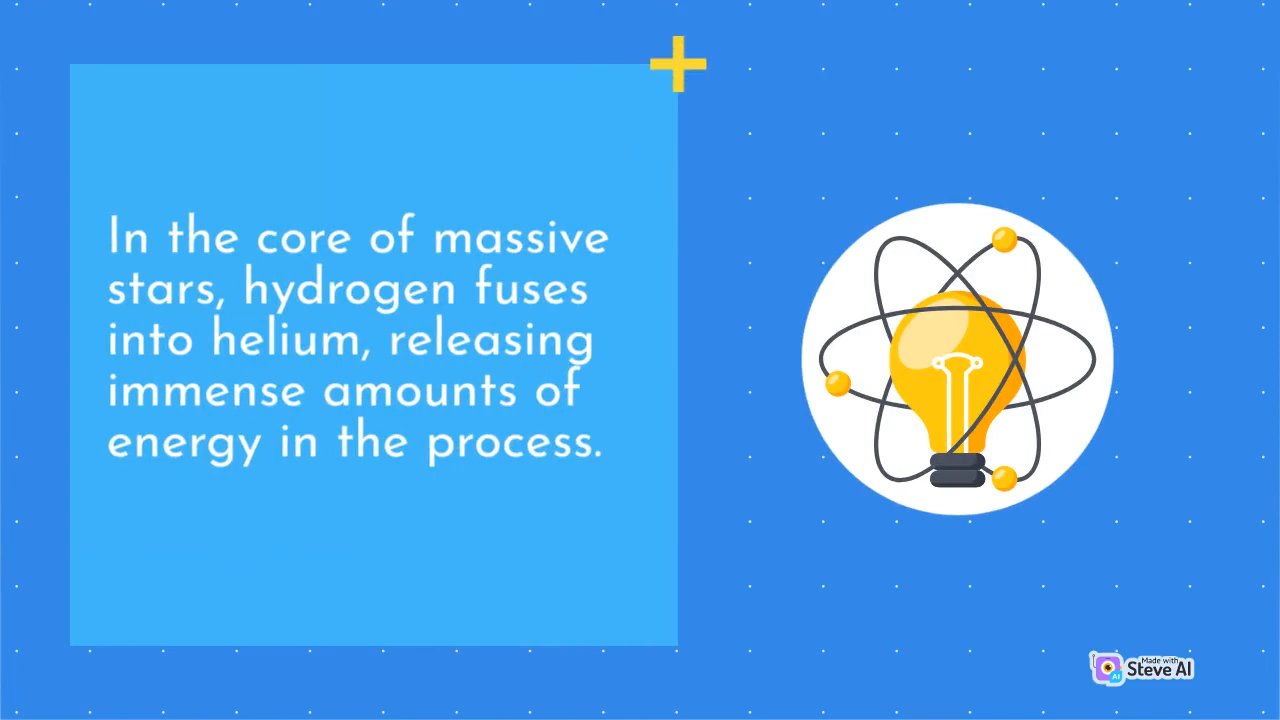 In the core of massive
stars, hydrogen fuses
into helium, releasing
immense amounts of
energy in the process.
Made with
Steve AI
AI